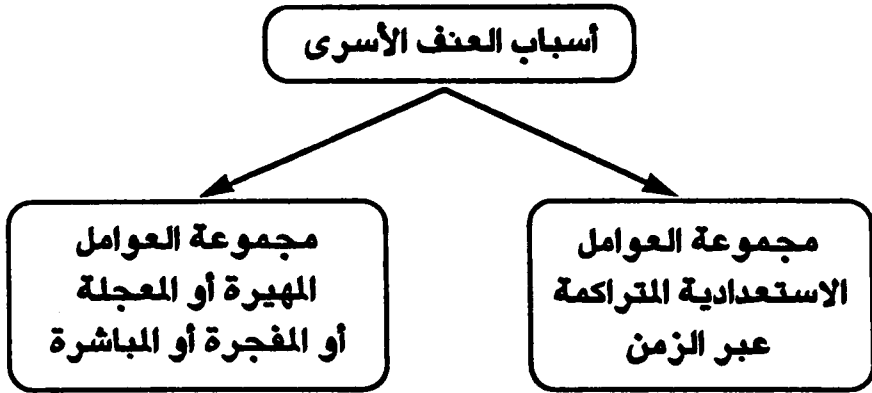 أسباب العنف الأسرى
مجموعة العوامل
الاستعدادية المتراكمة
عبر الزمن
مجموعة العوامل
المهيرة أو المعجلة
أو المفجرة أو المباشرة